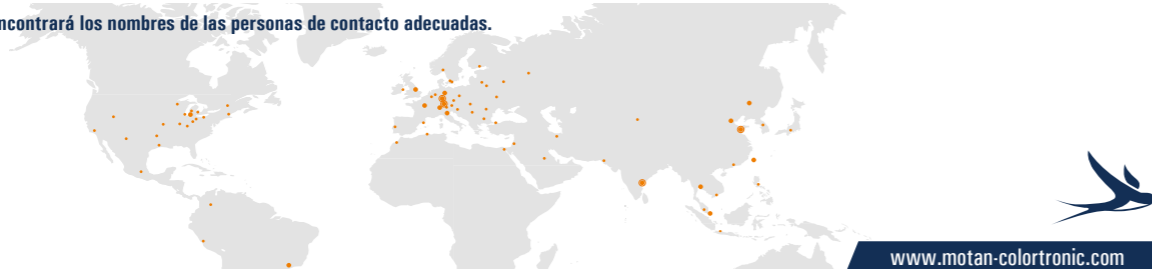 ncontrará los nombres de las personas de contacto adecuadas.
www.motan-colortronic.com